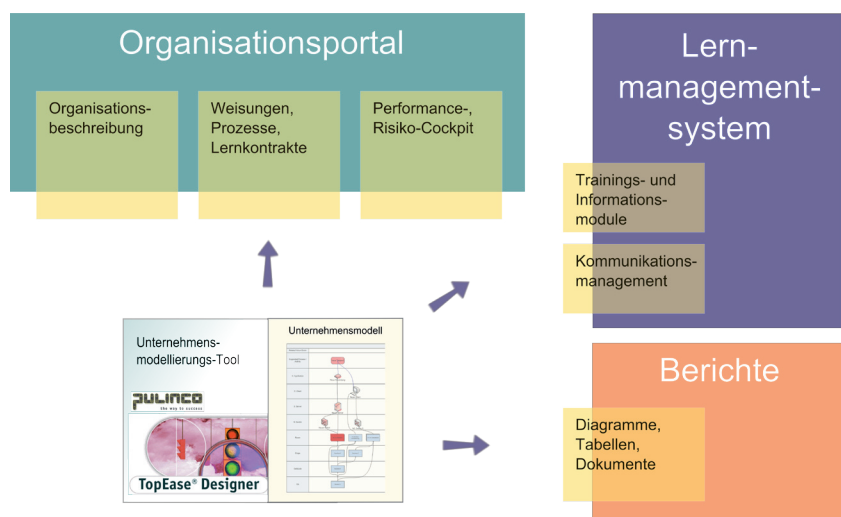 Organisationsportal
Organisations-
beschreibung
Weisungen,
Prozesse,
Lernkontrakte
Performance-,
Risiko-Cockpit
Lern-
management-
system
Trainings- und
Informations-
module
Kommunikations-
management
Unternehmens-
modellierungs-Tool
PULINCO
the way to success
TopEase® Designer
Unternehmensmodell
Berichte
Diagramme,
Tabellen,
Dokumente